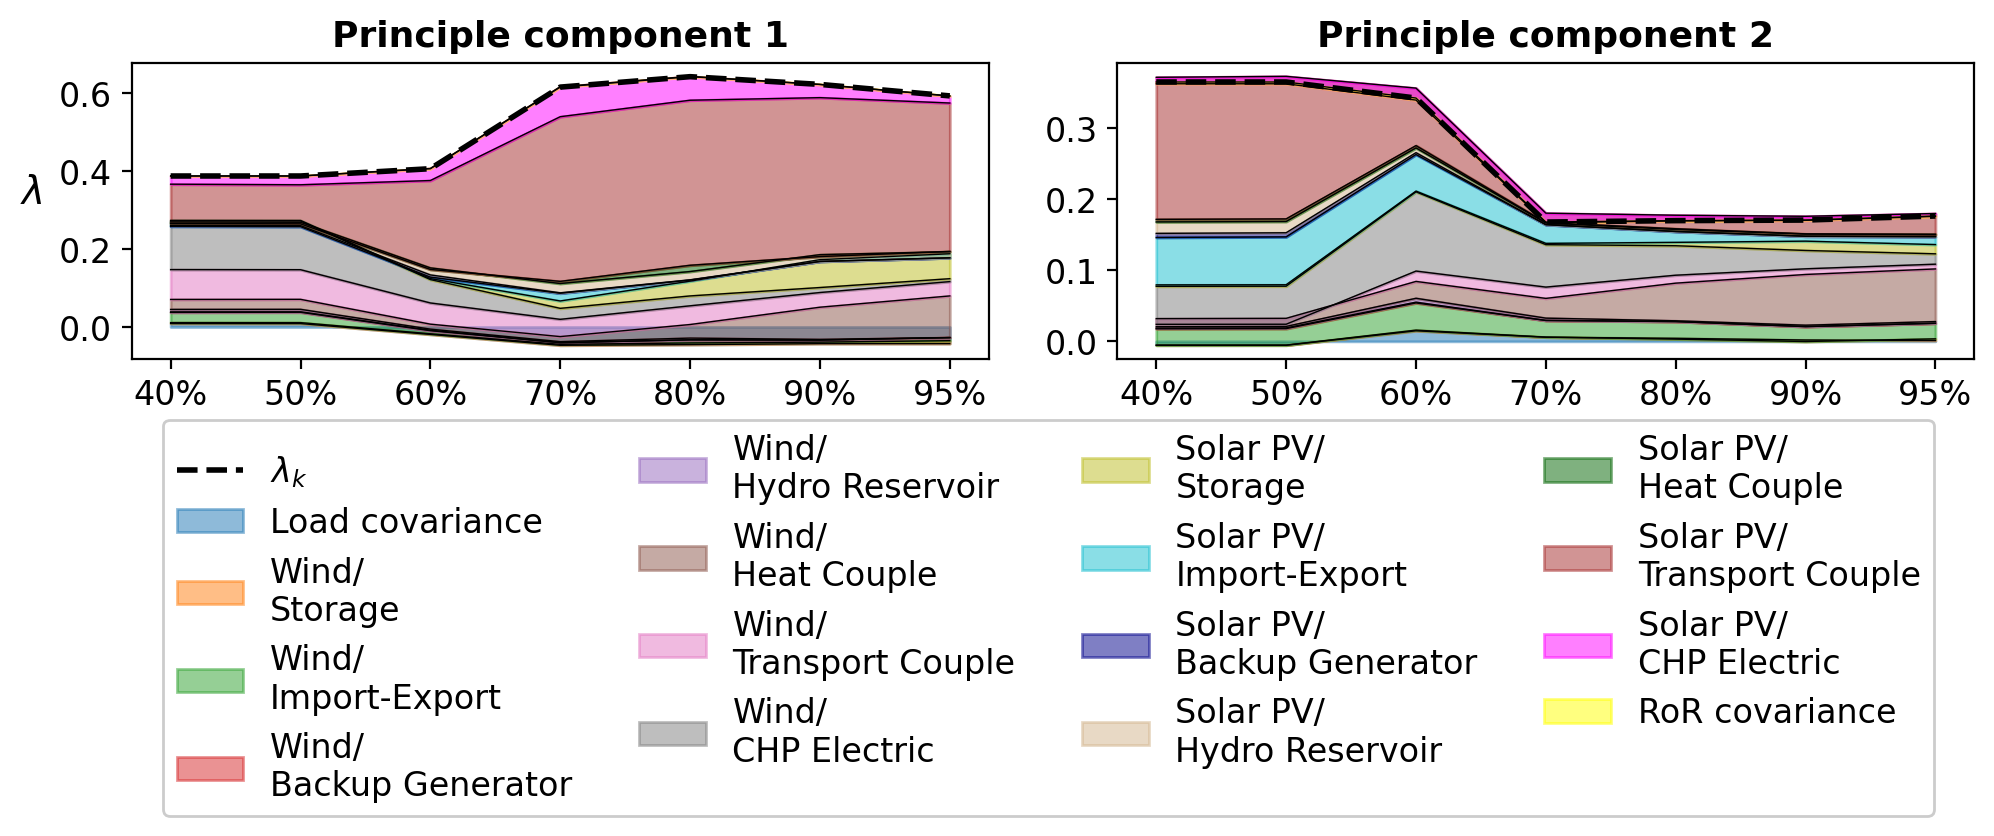 Principle component 1
Principle component 2
λ
0.6
0.4
0.2
0.0
40% 50% 60% 70% 80% 90% 95%
0.3
0.2
0.1
0.0
40% 50% 60% 70% 80% 90% 95%
λk
Load covariance
Wind/
Storage
Wind/
Import-Export
Wind/
Backup Generator
Wind/
Hydro Reservoir
Wind/
Heat Couple
Wind/
Transport Couple
Wind/
CHP Electric
Solar PV/
Storage
Solar PV/
Import-Export
Solar PV/
Backup Generator
Solar PV/
Hydro Reservoir
Solar PV/
Heat Couple
Solar PV/
Transport Couple
Solar PV/
CHP Electric
RoR covariance